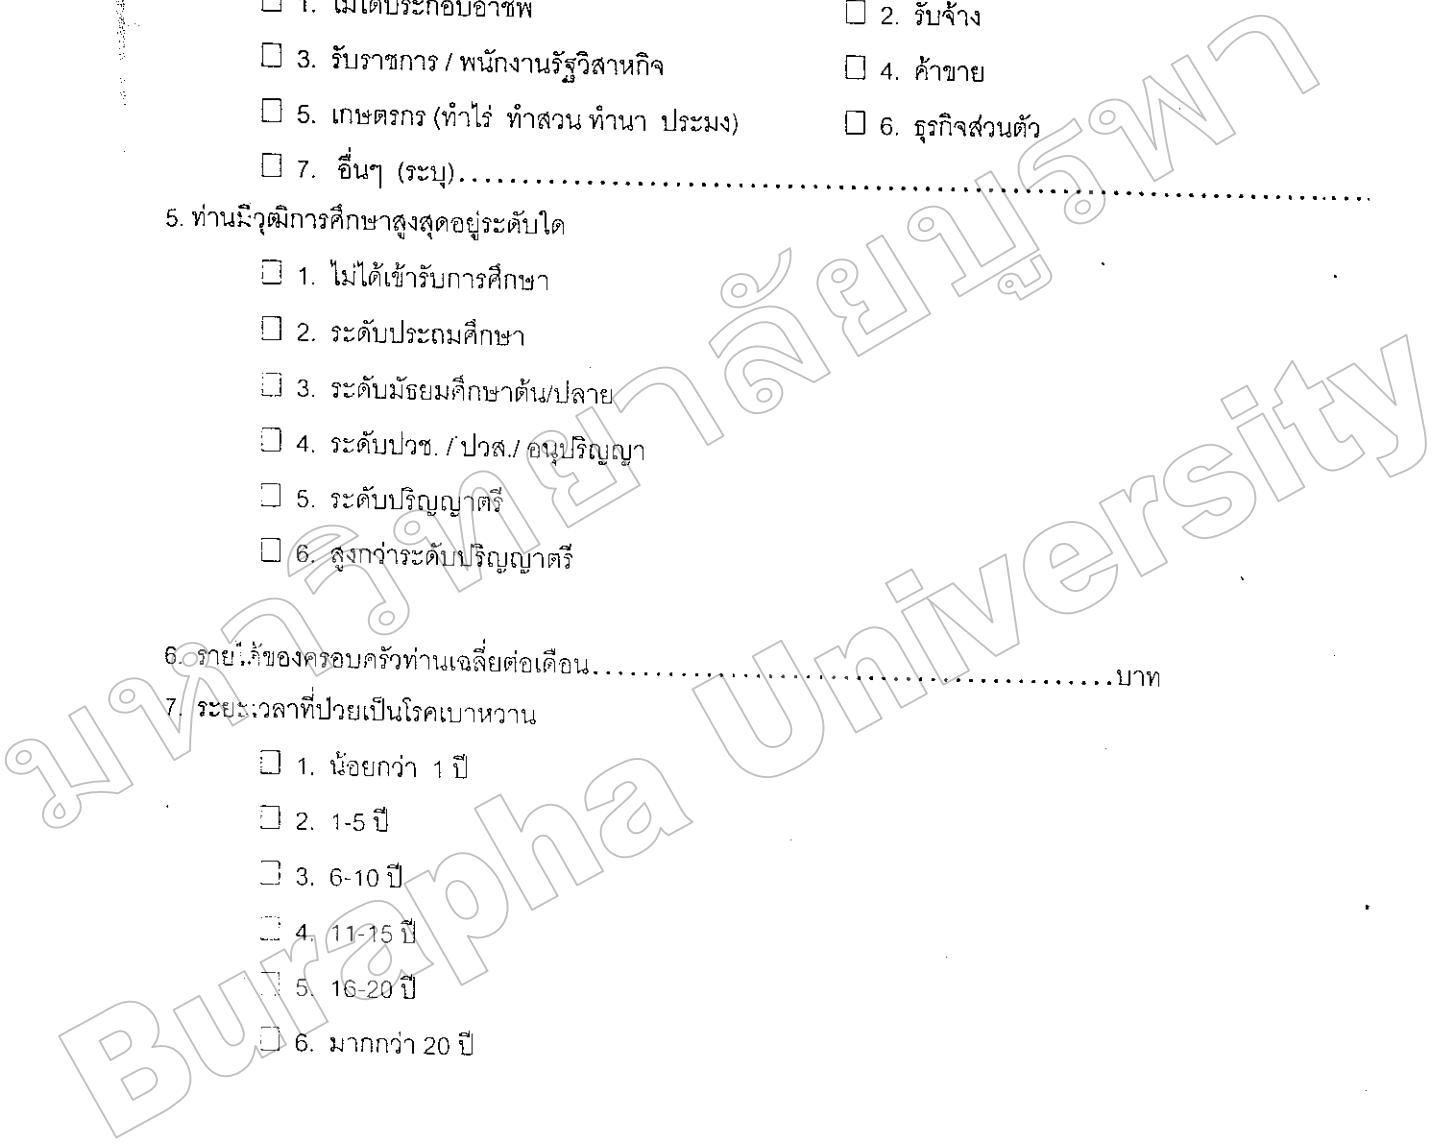 ☐ 1. ไม่ได้ประกอบอาชีพ ☐ 2. รับจ้าง
☐ 3. รับราชการ / พนักงานรัฐวิสาหกิจ ☐ 4. ค้าขาย
☐ 5. เกษตรกร (ทำไร่ ทำสวน ทำนา ประมง) ☐ 6. ธุรกิจส่วนตัว
☐ 7. อื่นๆ (ระบุ)................................................................................
5. ท่านมีวุฒิการศึกษาสูงสุดอยู่ระดับใด
☐ 1. ไม่ได้เข้ารับการศึกษา
☐ 2. ระดับประถมศึกษา
☐ 3. ระดับมัธยมศึกษาต้น/ปลาย
☐ 4. ระดับปวช. / ปวส./ อนุปริญญา
☐ 5. ระดับปริญญาตรี
☐ 6. สูงกว่าระดับปริญญาตรี
6. รายได้ของครอบครัวท่านเฉลี่ยต่อเดือน..............................................บาท
7. ระยะเวลาที่ป่วยเป็นโรคเบาหวาน
☐ 1. น้อยกว่า 1 ปี
☐ 2. 1-5 ปี
☐ 3. 6-10 ปี
☐ 4. 11-15 ปี
☐ 5. 16-20 ปี
☐ 6. มากกว่า 20 ปี
มหาวิทยาลัยบูรพา
Burapha University